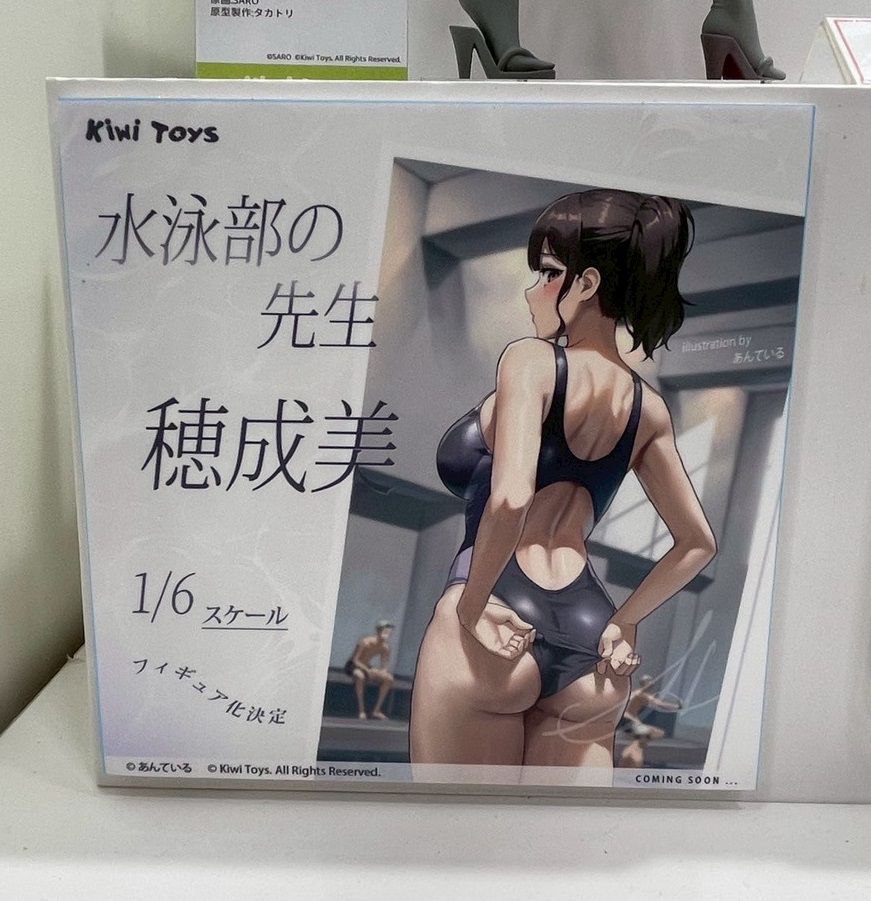 原型製作:タカトリ
©SARO ©Kiwi Toys. All Rights Reserved.
Kiwi Toys
水泳部の
先生
穂成美
illustration by
あんている
1/6 スケール
フィギュア化決定
© あんている © Kiwi Toys. All Rights Reserved.
COMING SOON ...